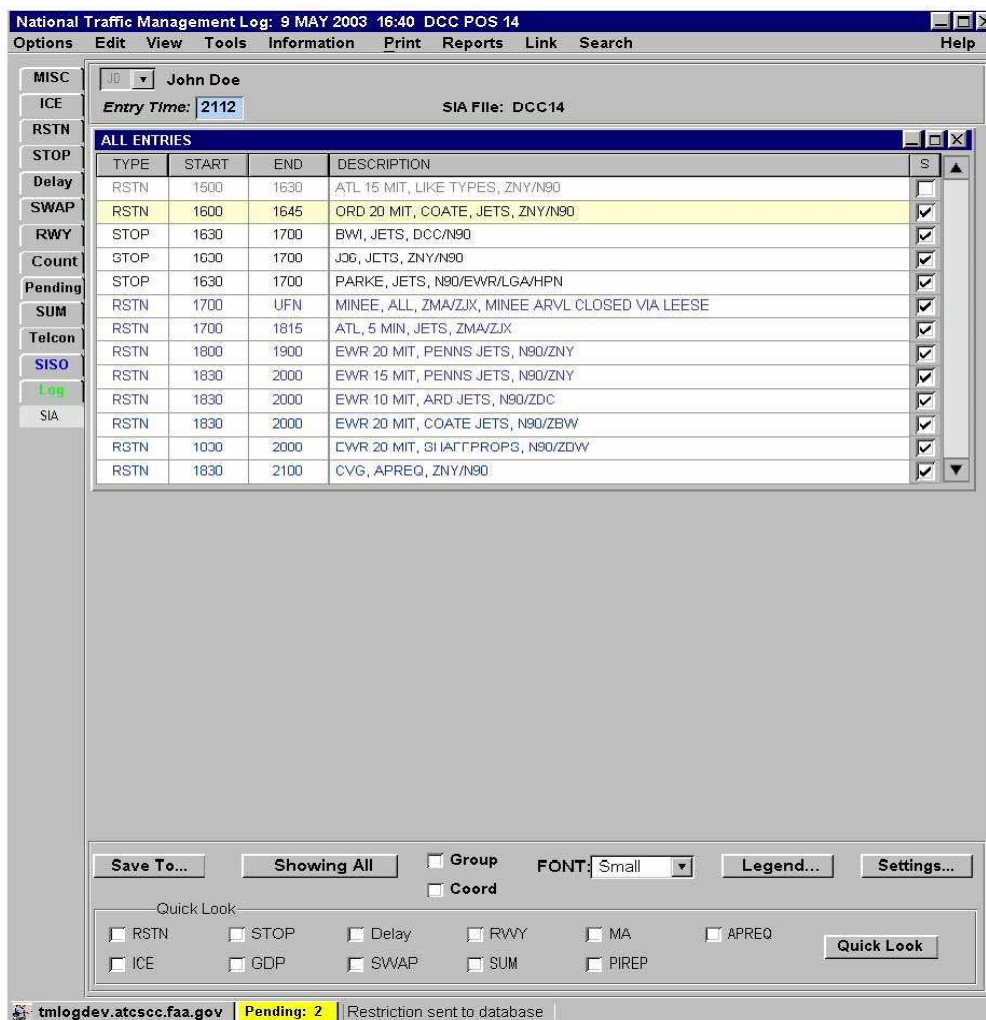 National Traffic Management Log: 9 MAY 2003 16:40 DCC POS 14
Options Edit View Tools Information Print Reports Link Search Help
MISC
ICE
RSTN
STOP
Delay
SWAP
RWY
Count
Pending
SUM
Telcon
SISO
Log
SIA
JD John Doe
Entry Time: 2112 SIA File: DCC14
ALL ENTRIES
TYPE START END DESCRIPTION S
RSTN 1500 1630 ATL 15 MIT, LIKE TYPES, ZNY/N90
RSTN 1600 1645 ORD 20 MIT, COATE, JETS, ZNY/N90
STOP 1630 1700 BWI, JETS, DCC/N90
STOP 1630 1700 J36, JETS, ZNY/N90
STOP 1630 1700 PARKE, JETS, N90/EWR/LGA/HPN
RSTN 1700 UFN MINEE, ALL, ZMA/ZJX, MINEE ARVL CLOSED VIA LEESE
RSTN 1700 1815 ATL, 5 MIN, JETS, ZMA/ZJX
RSTN 1800 1900 EWR 20 MIT, PENNS JETS, N90/ZNY
RSTN 1830 2000 EWR 15 MIT, PENNS JETS, N90/ZNY
RSTN 1830 2000 EWR 10 MIT, ARD JETS, N90/ZDC
RSTN 1830 2000 EWR 20 MIT, COATE JETS, N90/ZBW
RSTN 2000 EWR 20 MIT,
RSTN 1830 2100 CVG, APREQ, ZNY/N90
Save To... Showing All Group FONT: Small Legend... Settings...
Coord
Quick Look
RSTN STOP Delay RWY MA APREQ Quick Look
ICE GDP SWAP SUM PIREP
tmlogdev.atcscc.faa.gov Pending: 2 Restriction sent to database